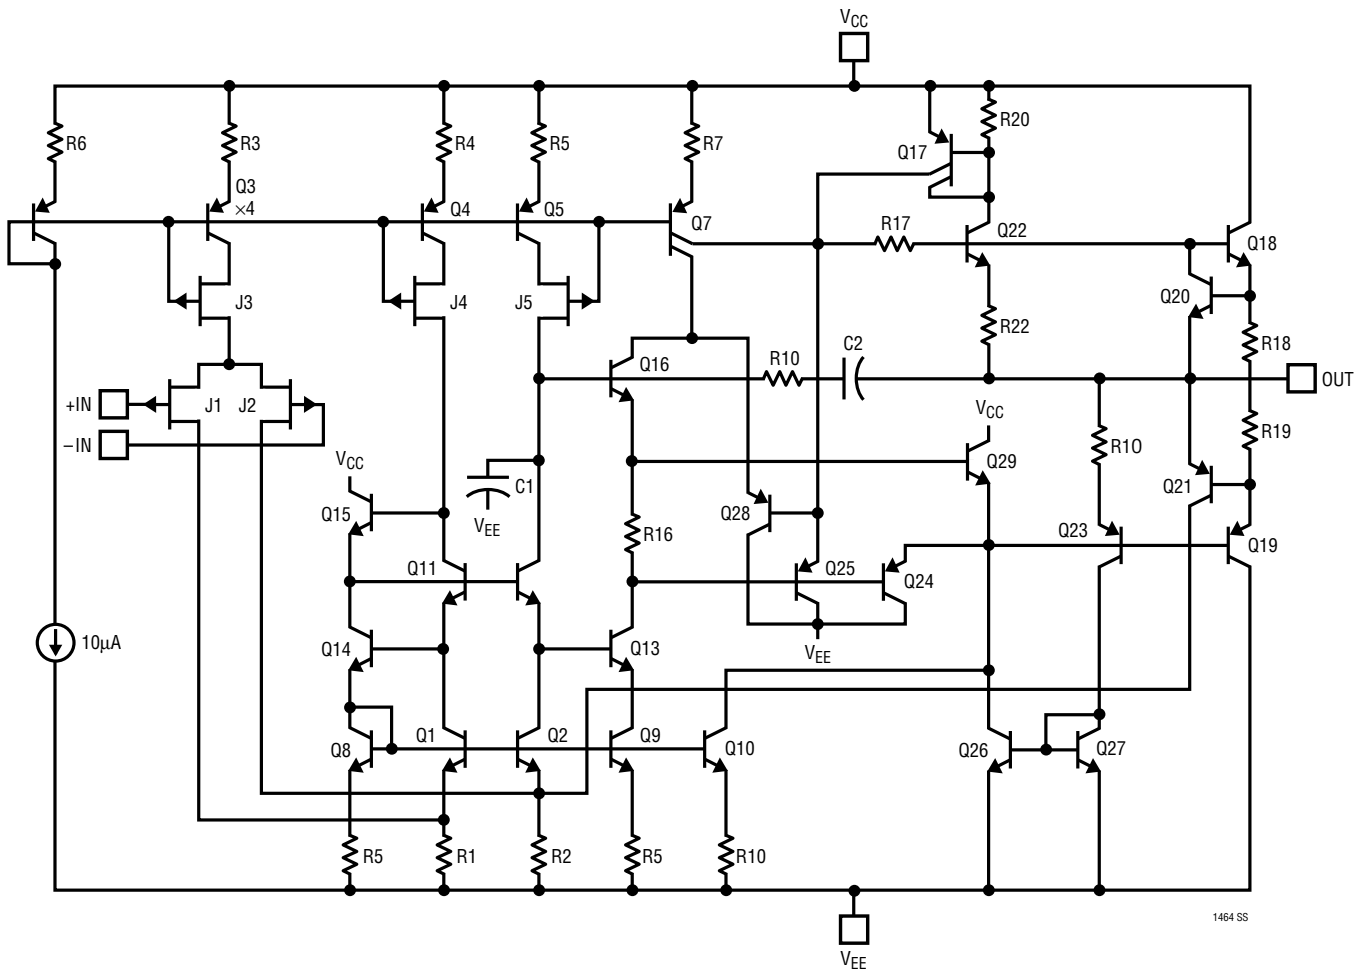 VCC
R6
R3
R4
R5
R7
R20
Q17
Q3
×4
Q4
Q5
Q7
R17
Q22
Q18
J3
J4
J5
Q20
R22
R18
C2
R10
Q16
OUT
+IN
J1
J2
–IN
VCC
R10
R19
Q29
VCC
C1
Q21
Q15
VEE
Q28
Q23
R16
Q19
Q11
Q25
Q24
10µA
Q14
Q13
VEE
Q8
Q1
Q2
Q9
Q10
Q26
Q27
R5
R1
R2
R5
R10
1464 SS
VEE